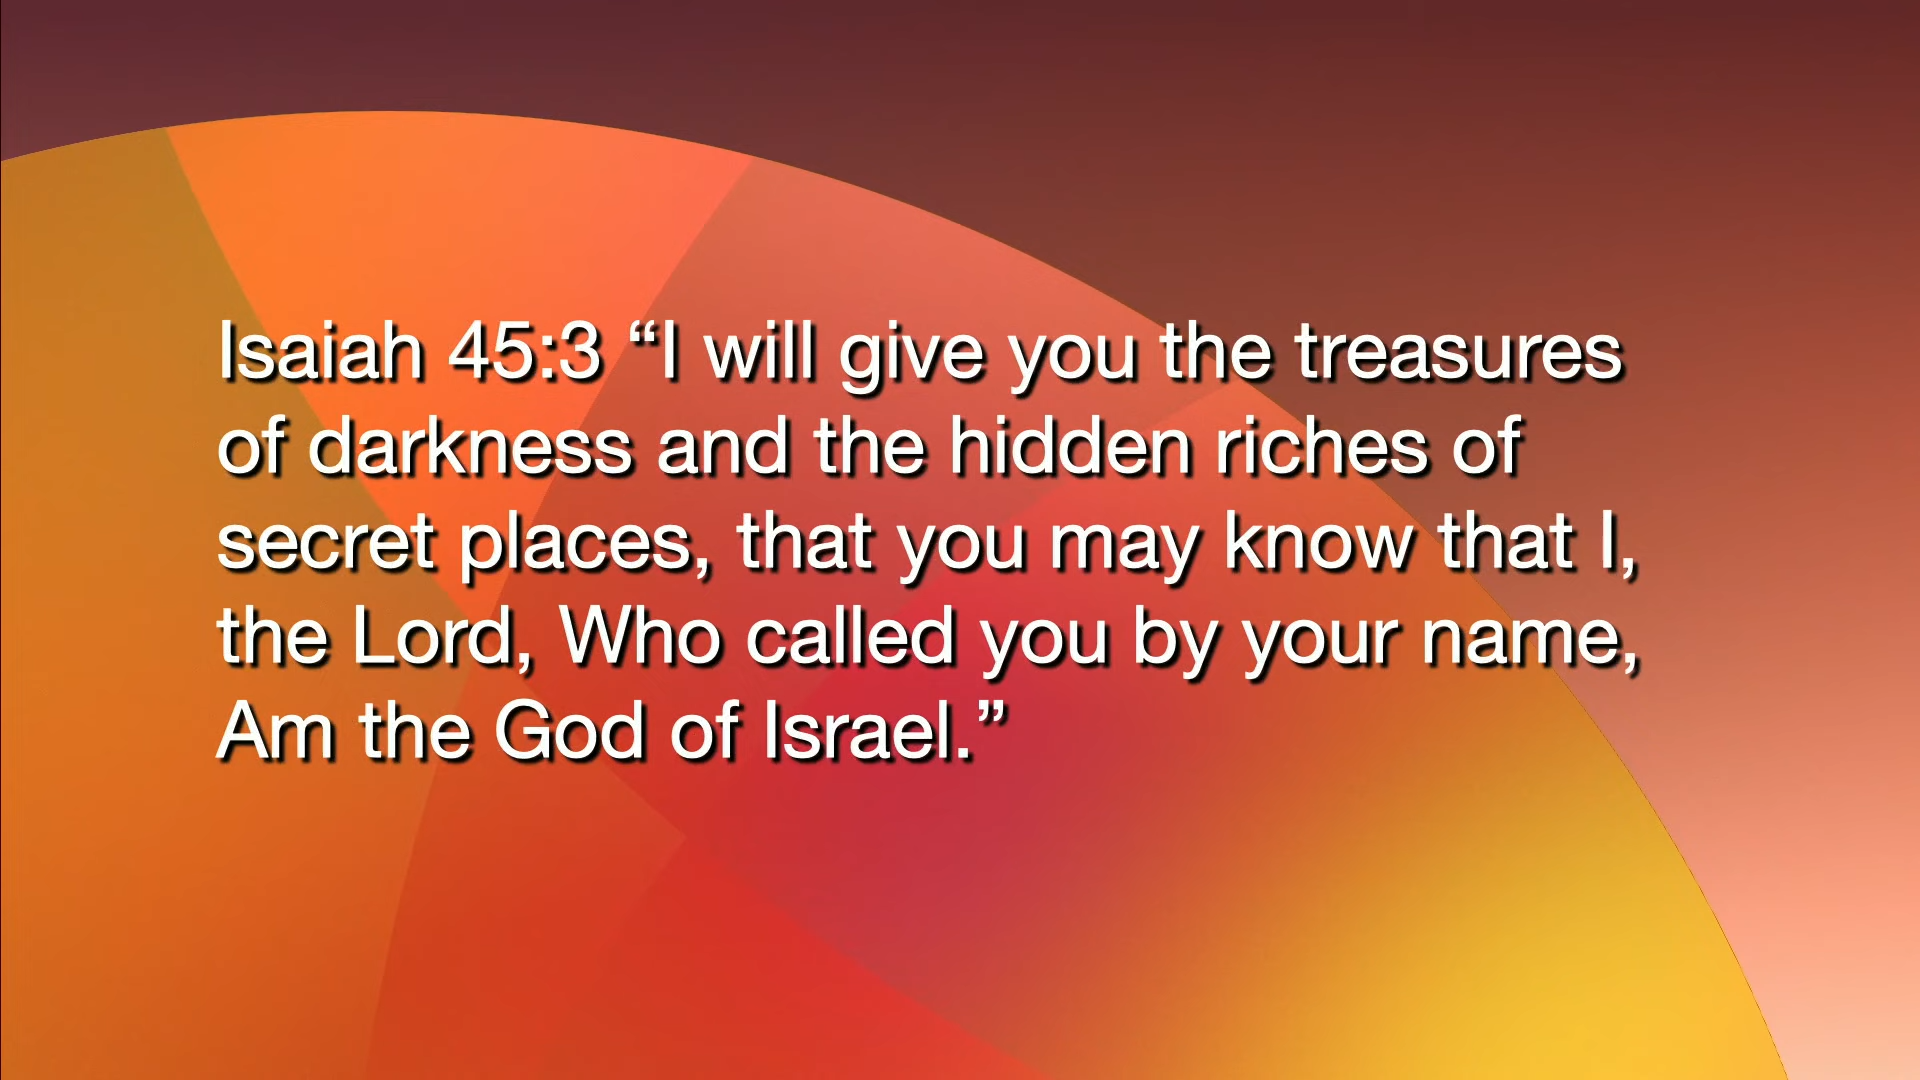 Isaiah 45:3 “I will give you the treasures
of darkness and the hidden riches of
secret places, that you may know that I,
the Lord, Who called you by your name,
Am the God of Israel.”